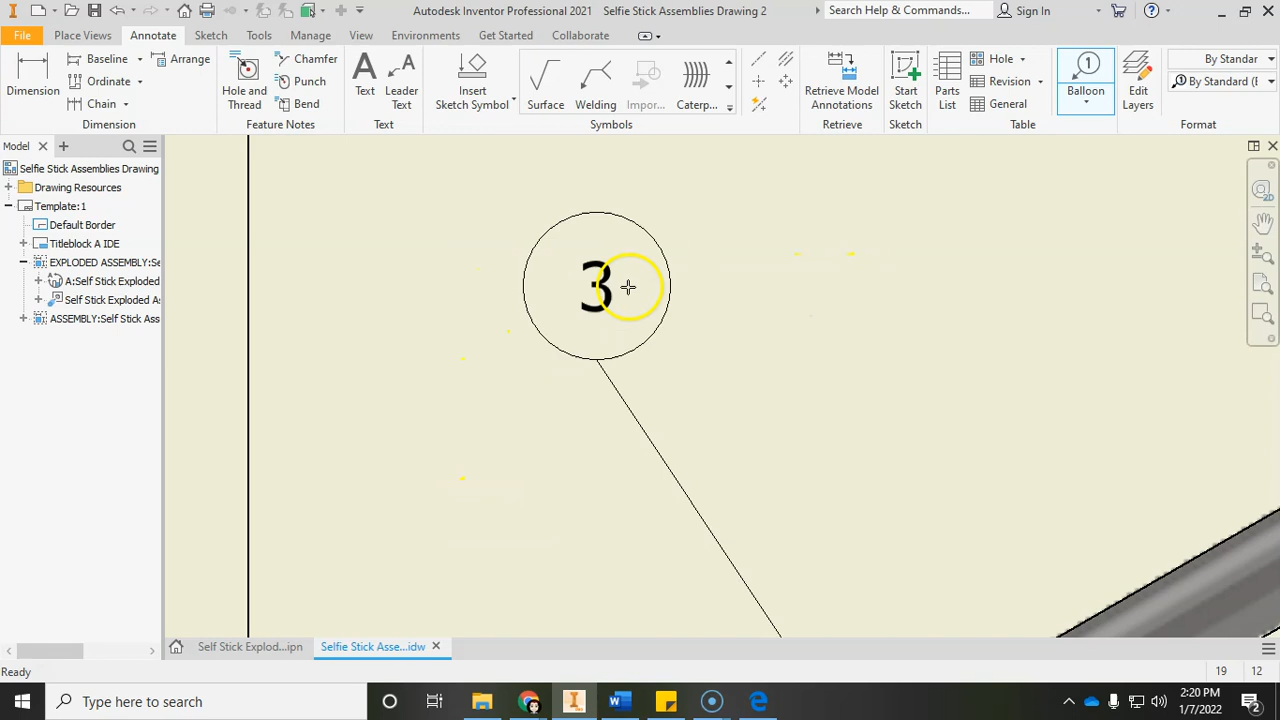 Autodesk Inventor Professional 2021 Selfie Stick Assemblies Drawing 2
Search Help & Commands...
Sign In
File Place Views Annotate Sketch Tools Manage View Environments Get Started Collaborate
Dimension
Baseline
Ordinate
Chain
Arrange
Dimension
Hole and Thread
Chamfer
Punch
Bend
Feature Notes
Text
Leader Text
Text
Insert Sketch Symbol
Surface
Welding
Impor...
Caterp...
Symbols
Retrieve Model Annotations
Retrieve
Start Sketch
Sketch
Parts List
Hole
Revision
General
Table
Balloon
Edit Layers
By Standar
By Standard (E
Format
Model
Selfie Stick Assemblies Drawing
Drawing Resources
Template:1
Default Border
Titleblock A IDE
EXPLODED ASSEMBLY:Se
A:Self Stick Exploded
Self Stick Exploded As
ASSEMBLY:Self Stick Ass
3
2D
Self Stick Explod...ipn
Selfie Stick Asse...idw
Ready
19
12
Type here to search
2:20 PM
1/7/2022
2